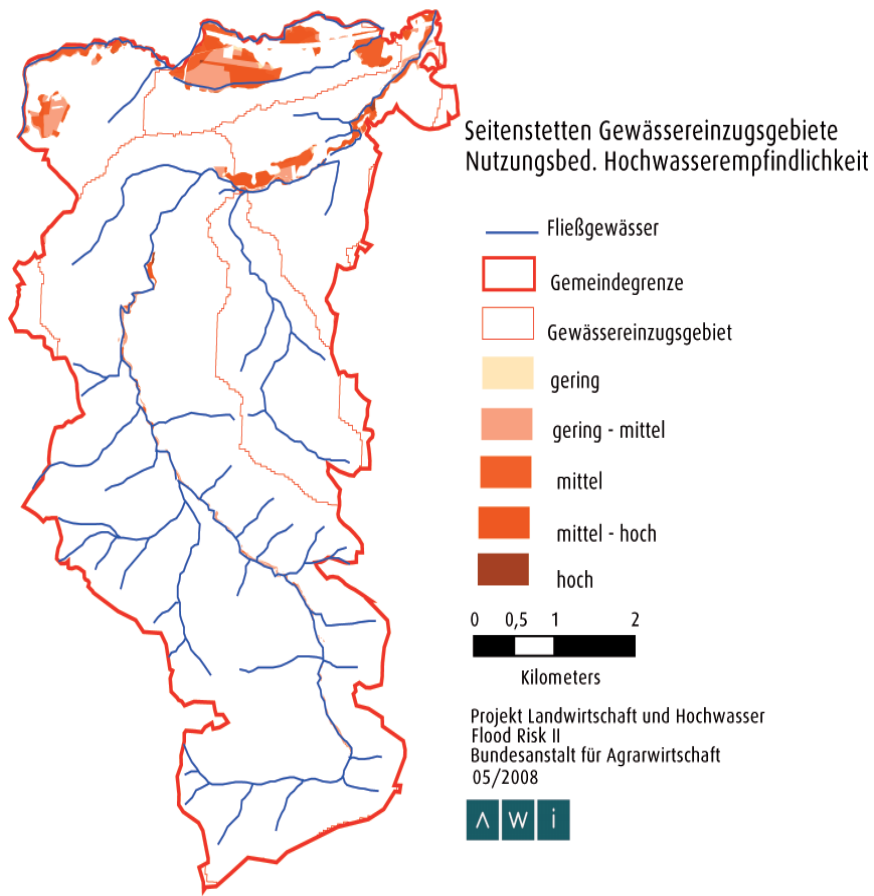 Seitenstetten Gewässereinzugsgebiete
Nutzungsbed. Hochwasserempfindlichkeit
Fließgewässer
Gemeindegrenze
Gewässereinzugsgebiet
gering
gering - mittel
mittel
mittel - hoch
hoch
0 0,5 1 2
Kilometers
Projekt Landwirtschaft und Hochwasser
Flood Risk II
Bundesanstalt für Agrarwirtschaft
05/2008
Λ W i